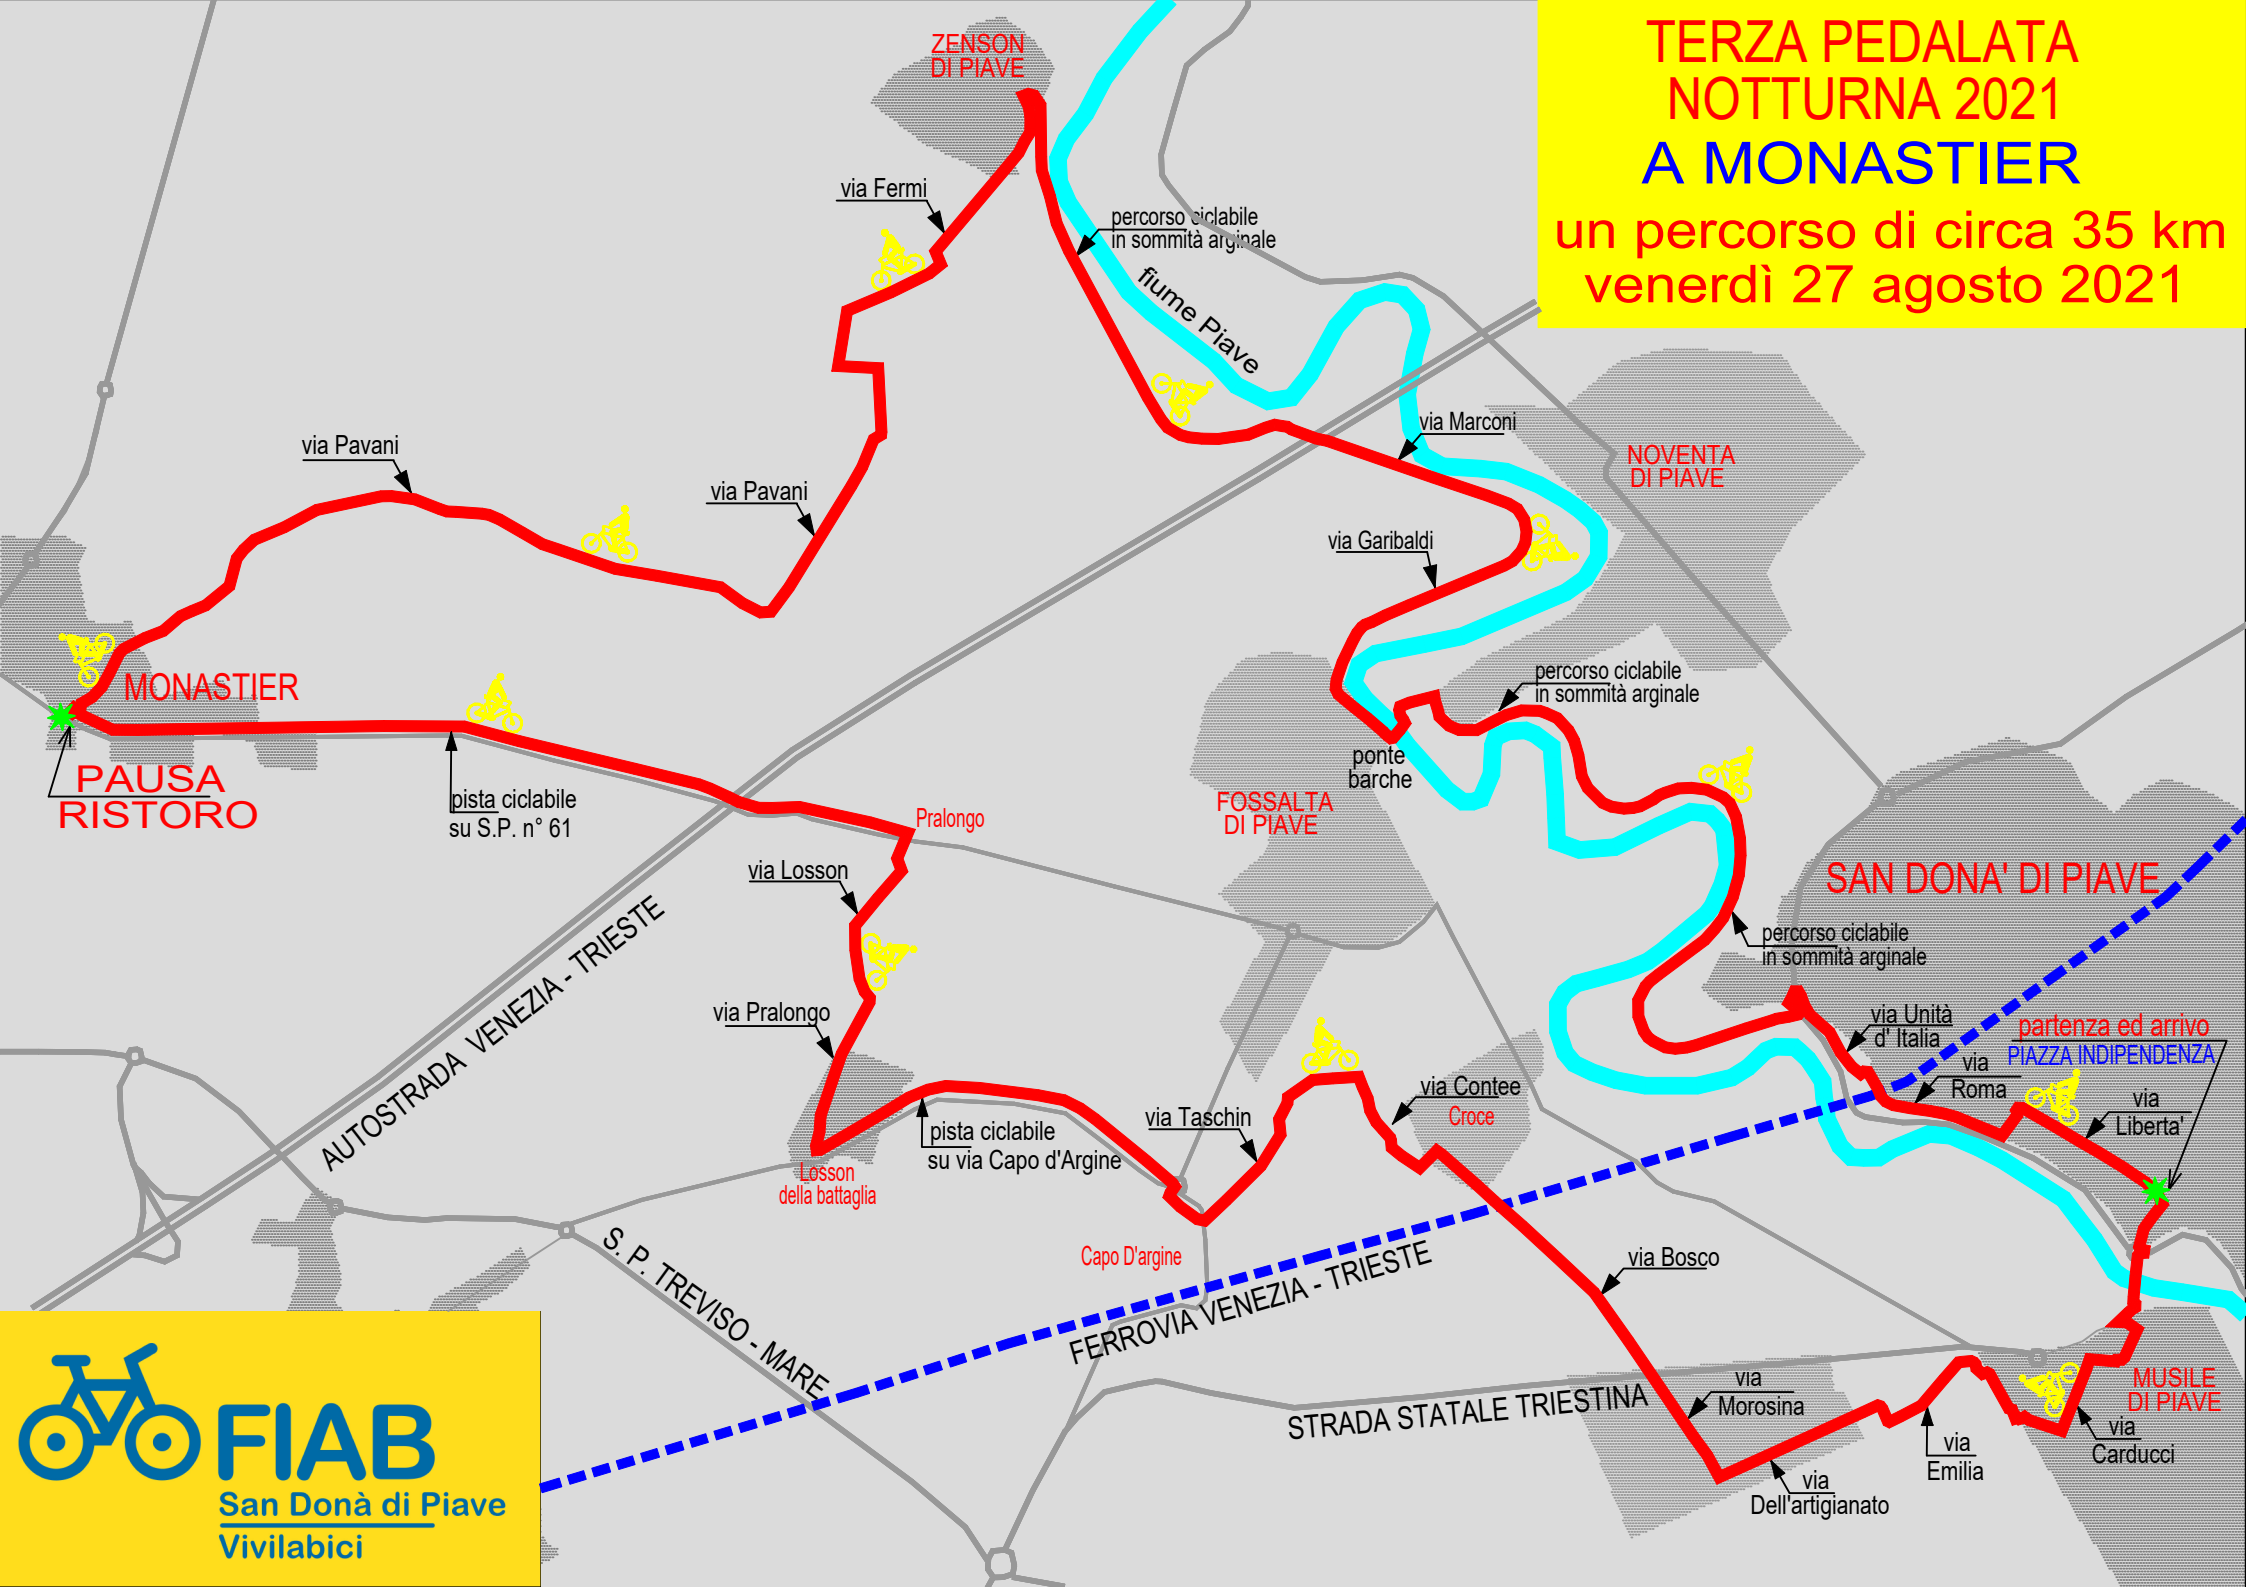 TERZA PEDALATA
NOTTURNA 2021
A MONASTIER
un percorso di circa 35 km
venerdì 27 agosto 2021
ZENSON
DI PIAVE
via Fermi
percorso ciclabile
in sommità arginale
fiume Piave
via Marconi
NOVENTA
DI PIAVE
via Pavani
via Pavani
via Garibaldi
percorso ciclabile
in sommità arginale
MONASTIER
PAUSA
RISTORO
pista ciclabile
su S.P. n° 61
ponte
barche
FOSSALTA
DI PIAVE
Pralongo
via Losson
SAN DONA' DI PIAVE
percorso ciclabile
in sommità arginale
AUTOSTRADA VENEZIA - TRIESTE
via Pralongo
via Unità
d' Italia
partenza ed arrivo
PIAZZA INDIPENDENZA
via
Roma
via
Liberta'
via Contee
Croce
via Taschin
pista ciclabile
su via Capo d'Argine
Losson
della battaglia
Capo D'argine
S. P. TREVISO - MARE
FERROVIA VENEZIA - TRIESTE
via Bosco
STRADA STATALE TRIESTINA
via
Morosina
MUSILE
DI PIAVE
via
Carducci
via
Emilia
via
Dell'artigianato
FIAB
San Donà di Piave
Vivilabici